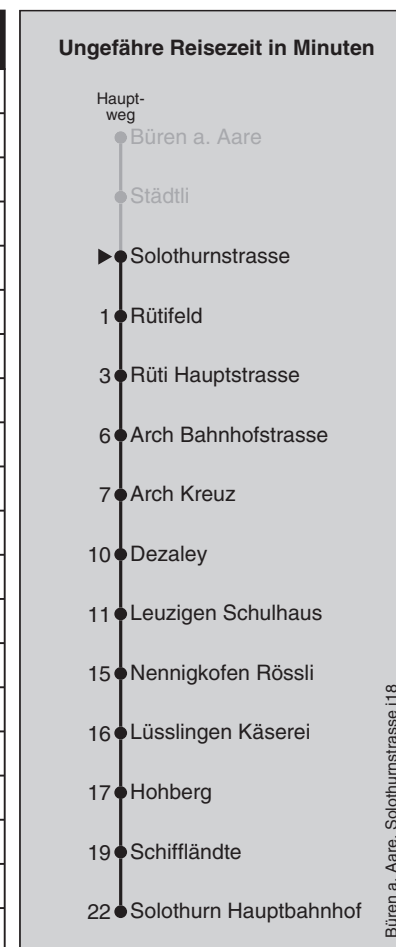 Ungefähre Reisezeit in Minuten
Haupt-
weg
Büren a. Aare
Städtli
Solothurnstrasse
1 Rütifeld
3 Rüti Hauptstrasse
6 Arch Bahnhofstrasse
7 Arch Kreuz
10 Dezaley
11 Leuzigen Schulhaus
15 Nennigkofen Rössli
16 Lüsslingen Käserei
17 Hohberg
19 Schiffländte
22 Solothurn Hauptbahnhof
Büren a. Aare, Solothurnstrasse j18